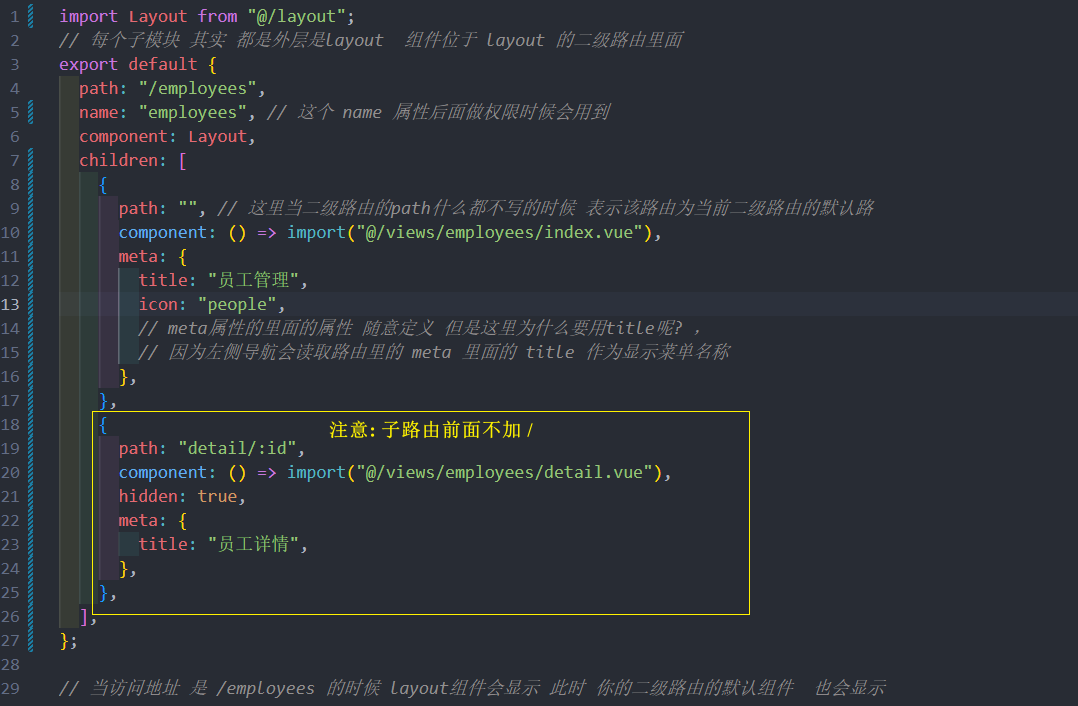 1 import Layout from "@/layout";
2 // 每个子模块 其实 都是外层是layout 组件位于 layout 的二级路由里面
3 export default {
4 path: "/employees",
5 name: "employees", // 这个 name 属性后面做权限时候会用到
6 component: Layout,
7 children: [
8 {
9 path: "", // 这里当二级路由的path什么都不写的时候 表示该路由为当前二级路由的默认路
10 component: () => import("@/views/employees/index.vue"),
11 meta: {
12 title: "员工管理",
13 icon: "people",
14 // meta属性的里面的属性 随意定义 但是这里为什么要用title呢? ,
15 // 因为左侧导航会读取路由里的 meta 里面的 title 作为显示菜单名称
16 },
17 },
18 { 注意: 子路由前面不加 /
19 path: "detail/:id",
20 component: () => import("@/views/employees/detail.vue"),
21 hidden: true,
22 meta: {
23 title: "员工详情",
24 },
25 },
26 ],
27 };
28
29 // 当访问地址 是 /employees 的时候 layout组件会显示 此时 你的二级路由的默认组件 也会显示